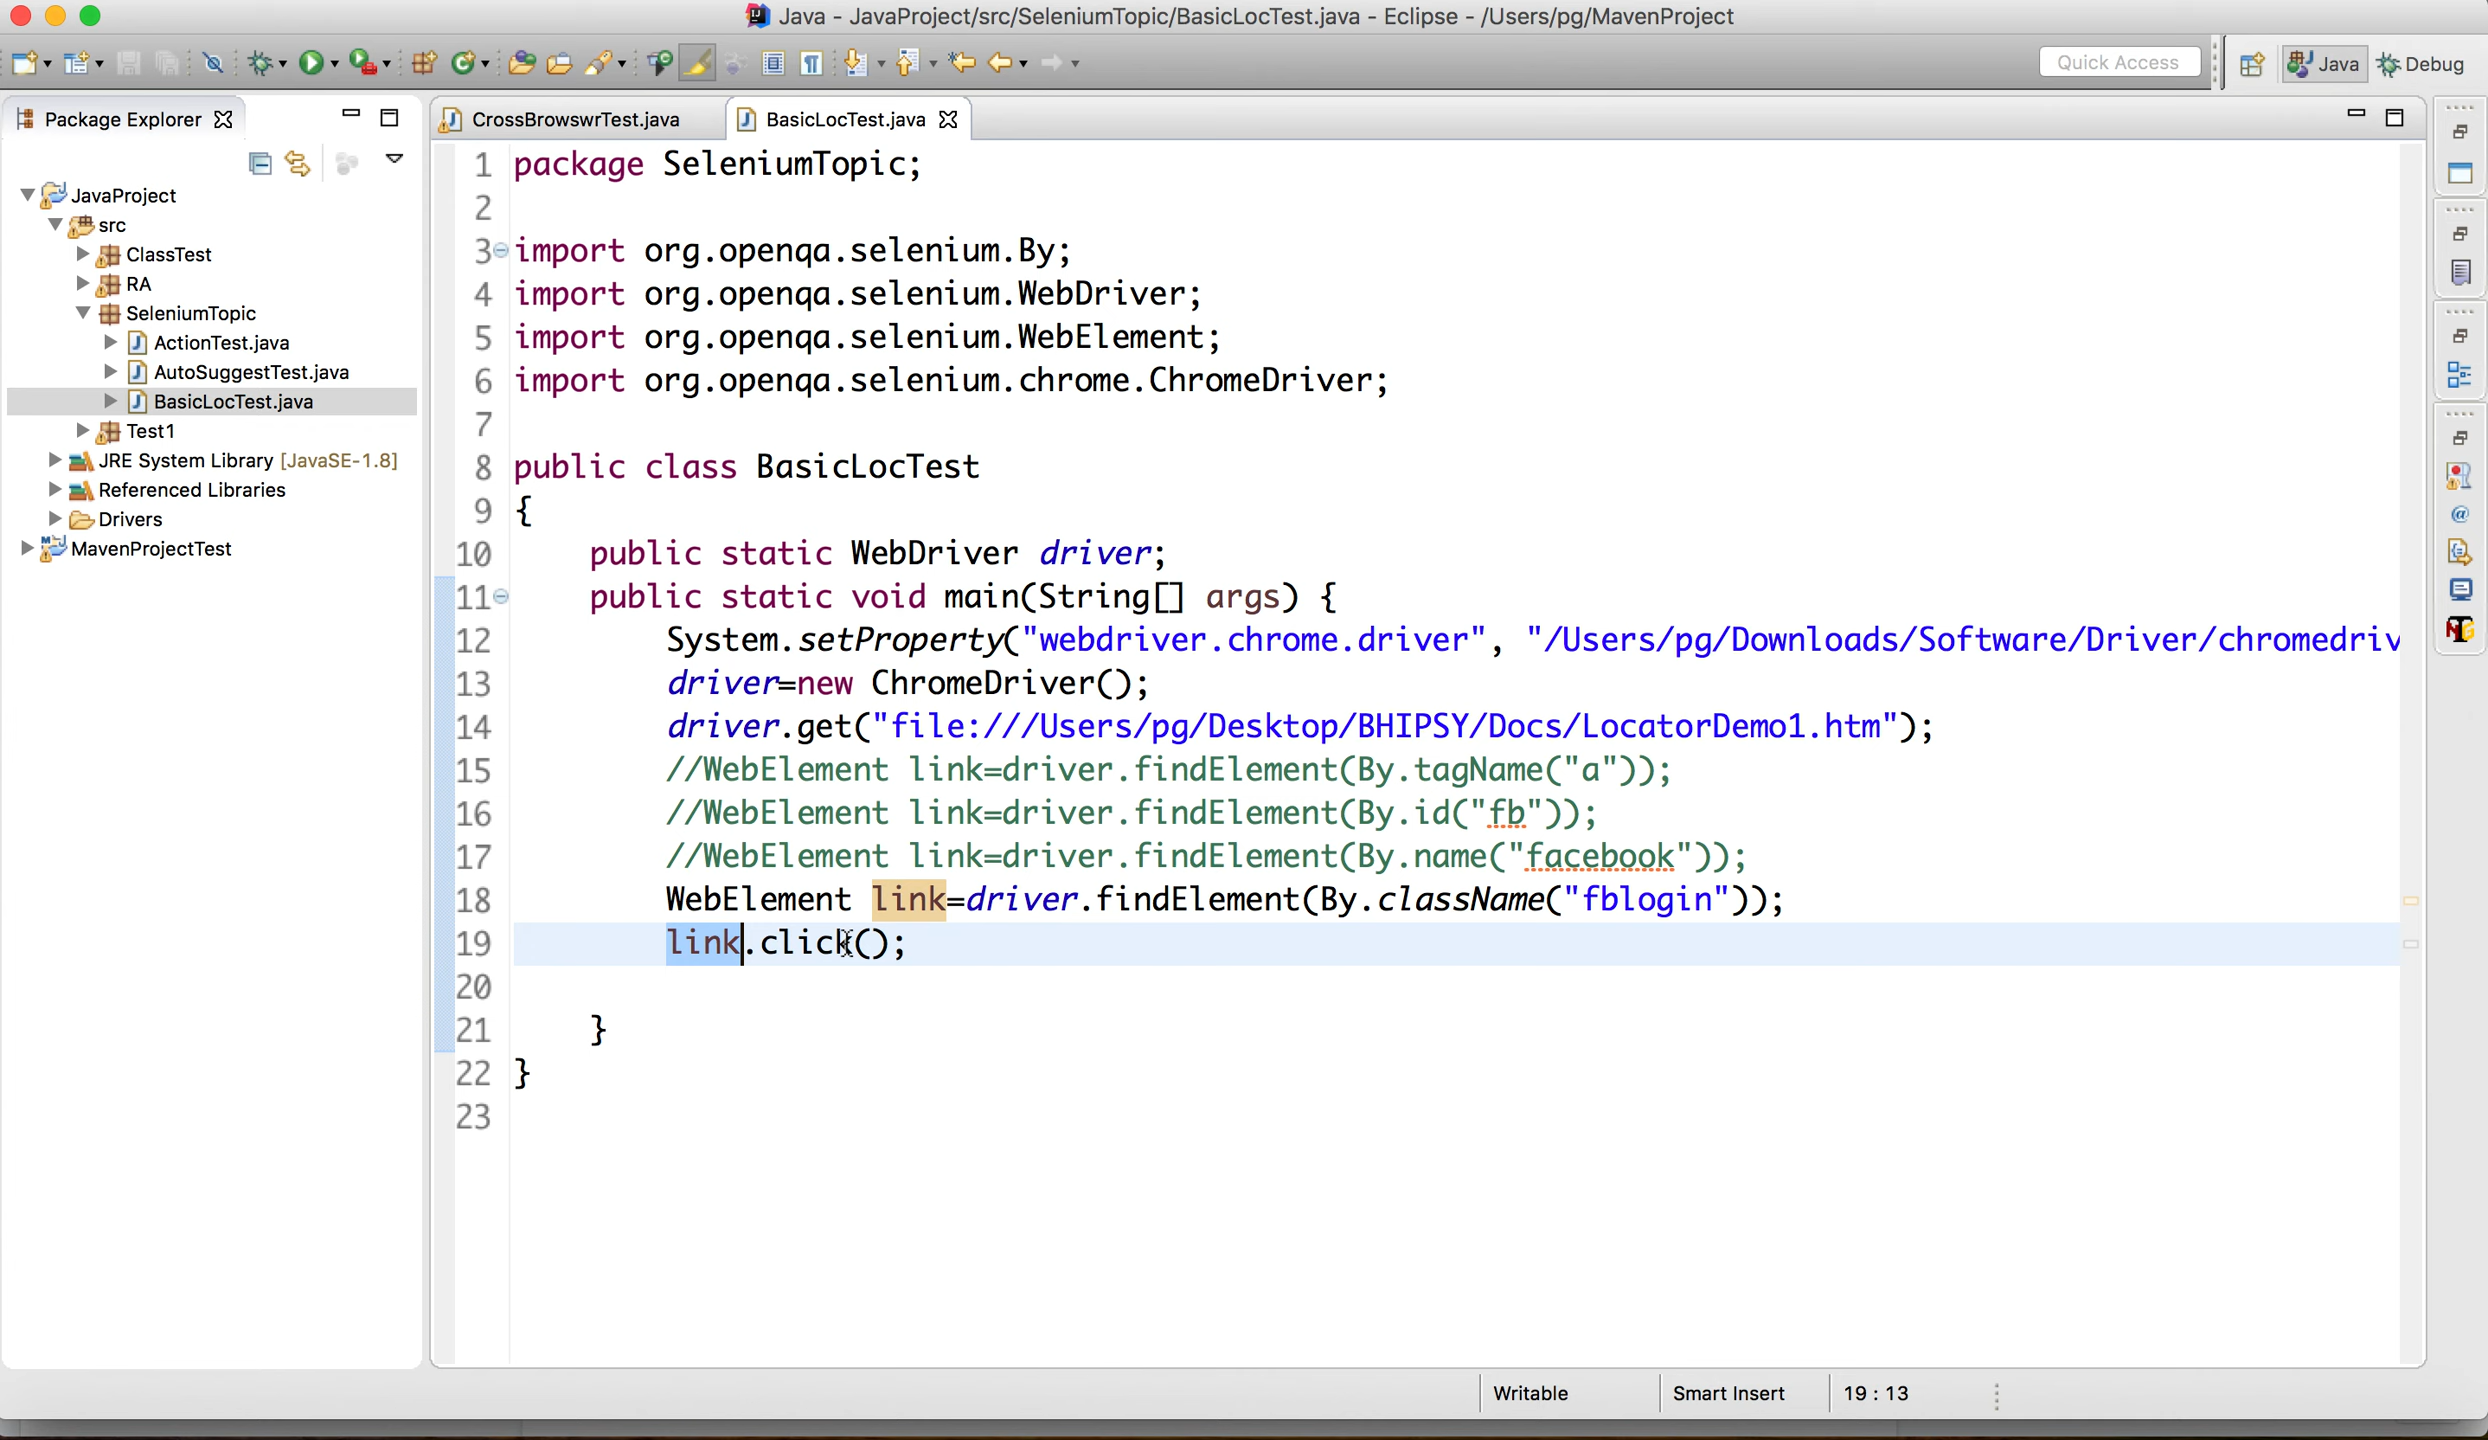 Java - JavaProject/src/SeleniumTopic/BasicLocTest.java - Eclipse - /Users/pg/MavenProject
Quick Access
Java
Debug
Package Explorer
CrossBrowswrTest.java
BasicLocTest.java
JavaProject
src
ClassTest
RA
SeleniumTopic
ActionTest.java
AutoSuggestTest.java
BasicLocTest.java
Test1
JRE System Library [JavaSE-1.8]
Referenced Libraries
Drivers
MavenProjectTest
1 package SeleniumTopic;
2
3 import org.openqa.selenium.By;
4 import org.openqa.selenium.WebDriver;
5 import org.openqa.selenium.WebElement;
6 import org.openqa.selenium.chrome.ChromeDriver;
7
8 public class BasicLocTest
9 {
10 public static WebDriver driver;
11 public static void main(String[] args) {
12 System.setProperty("webdriver.chrome.driver", "/Users/pg/Downloads/Software/Driver/chromedriv
13 driver=new ChromeDriver();
14 driver.get("file:///Users/pg/Desktop/BHIPSY/Docs/LocatorDemo1.htm");
15 //WebElement link=driver.findElement(By.tagName("a"));
16 //WebElement link=driver.findElement(By.id("fb"));
17 //WebElement link=driver.findElement(By.name("facebook"));
18 WebElement link=driver.findElement(By.className("fblogin"));
19 link.click();
20
21 }
22 }
23
Writable
Smart Insert
19 : 13